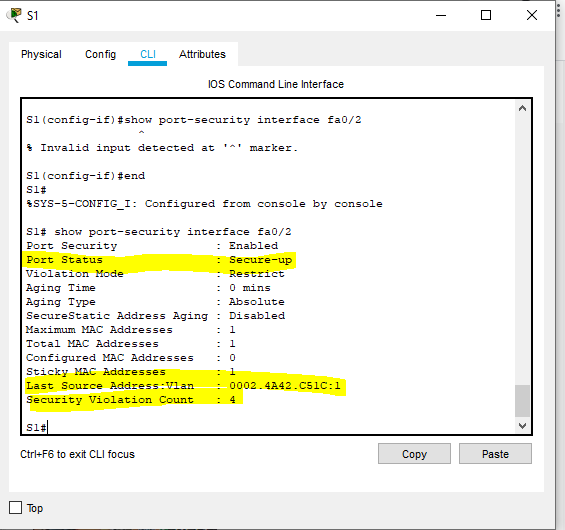 S1
Physical Config CLI Attributes
IOS Command Line Interface
S1(config-if)#show port-security interface fa0/2
^
% Invalid input detected at '^' marker.
S1(config-if)#end
S1#
%SYS-5-CONFIG_I: Configured from console by console
S1# show port-security interface fa0/2
Port Security : Enabled
Port Status : Secure-up
Violation Mode : Restrict
Aging Time : 0 mins
Aging Type : Absolute
SecureStatic Address Aging : Disabled
Maximum MAC Addresses : 1
Total MAC Addresses : 1
Configured MAC Addresses : 0
Sticky MAC Addresses : 1
Last Source Address:Vlan : 0002.4A42.C51C:1
Security Violation Count : 4
S1#
Ctrl+F6 to exit CLI focus
Copy Paste
Top